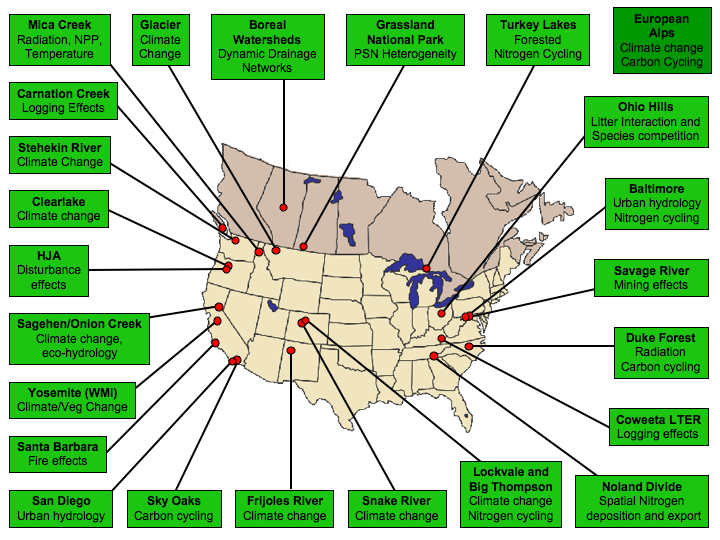 Mica Creek
Radiation, NPP,
Temperature
Glacier
Climate
Change
Boreal
Watersheds
Dynamic Drainage
Networks
Grassland
National Park
PSN Heterogeneity
Turkey Lakes
Forested
Nitrogen Cycling
European
Alps
Climate change
Carbon Cycling
Carnation Creek
Logging Effects
Ohio Hills
Litter Interaction and
Species competition
Stehekin River
Climate Change
Baltimore
Urban hydrology
Nitrogen cycling
Clearlake
Climate change
HJA
Disturbance
effects
Savage River
Mining effects
Sagehen/Onion Creek
Climate change,
eco-hydrology
Duke Forest
Radiation
Carbon cycling
Yosemite (WMI)
Climate/Veg Change
Coweeta LTER
Logging effects
Santa Barbara
Fire effects
San Diego
Urban hydrology
Sky Oaks
Carbon cycling
Frijoles River
Climate change
Snake River
Climate change
Lockvale and
Big Thompson
Climate change
Nitrogen cycling
Noland Divide
Spatial Nitrogen
deposition and export